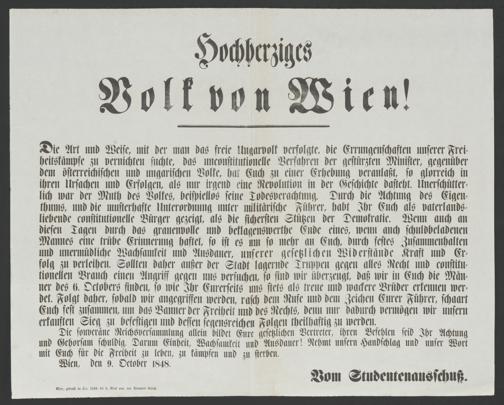 Hochherziges
Volk von Wien!
Die Art und Weise, mit der man das freie Ungarvolk verfolgte, die Errungenschaften unserer Frei-
heitskämpfe zu vernichten suchte, das unconstitutionelle Verfahren der gestürzten Minister, gegenüber
dem österreichischen und ungarischen Volke, hat Euch zu einer Erhebung veranlaßt, so glorreich in
ihren Ursachen und Erfolgen, als nur irgend eine Revolution in der Geschichte dasteht. Unerschütter-
lich war der Muth des Volkes, beispiellos seine Todesverachtung. Durch die Achtung des Eigen-
thums, und die musterhafte Unterordnung unter militärische Führer, habt Ihr Euch als vaterlands-
liebende constitutionelle Bürger gezeigt, als die sichersten Stützen der Demokratie. Wenn auch an
diesen Tagen durch das grauenvolle und beklagenswerthe Ende eines, wenn auch schuldbeladenen
Mannes eine trübe Erinnerung haftet, so ist es um so mehr an Euch, durch festes Zusammenhalten
und unermüdliche Wachsamkeit und Ausdauer, unserer gesetzlichen Widerstände Kraft und Er-
folg zu verleihen. Sollten daher außer der Stadt lagernde Truppen gegen alles Recht und constitu-
tionellen Brauch einen Angriff gegen uns versuchen, so sind wir überzeugt, daß wir in Euch die Män-
ner des 6. Octobers finden, so wie Ihr Eurerseits uns stets als treue und wackere Brüder erkennen wer-
det. Folgt daher, sobald wir angegriffen werden, rasch dem Rufe und dem Zeichen Eurer Führer, schaart
Euch fest zusammen, um das Banner der Freiheit und des Rechts, denn nur dadurch vermögen wir unsern
erkauften Sieg zu befestigen und dessen segensreichen Folgen theilhaftig zu werden.
Die souveräne Reichsversammlung allein bildet Eure gesetzlichen Vertreter, ihren Befehlen seid Ihr Achtung
und Gehorsam schuldig. Darum Einheit, Wachsamkeit und Ausdauer! Nehmt unsern Handschlag und unser Wort
mit Euch für die Freiheit zu leben, zu kämpfen und zu sterben.
Wien, den 9. October 1848.
Vom Studentenausschuß.